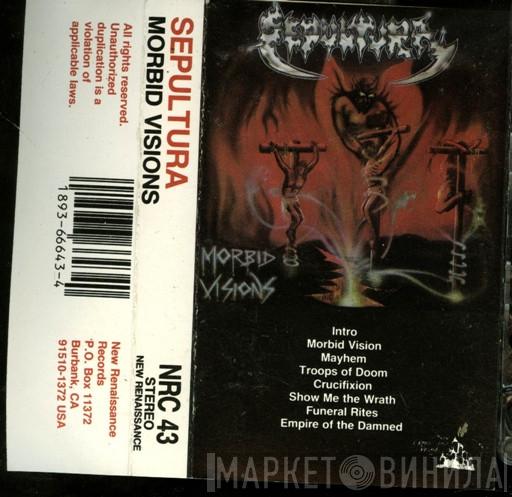 All rights reserved.
Unauthorized
duplication is a
violation of
applicable laws.
1893-66643-4
New Renaissance
Records
'P.O. Box 11372
Burbank, CA
91510-1372 USA
SEPULTURA
MORBID VISIONS
NRC 43
STEREO
NEW RENAISSANCE
SEPULTURA
MORBID
VISIONS
Intro
Morbid Vision
Mayhem
Troops of Doom
Crucifixion
Show Me the Wrath
Funeral Rites
Empire of the Damned
МАРКЕТ ВИНИЛА